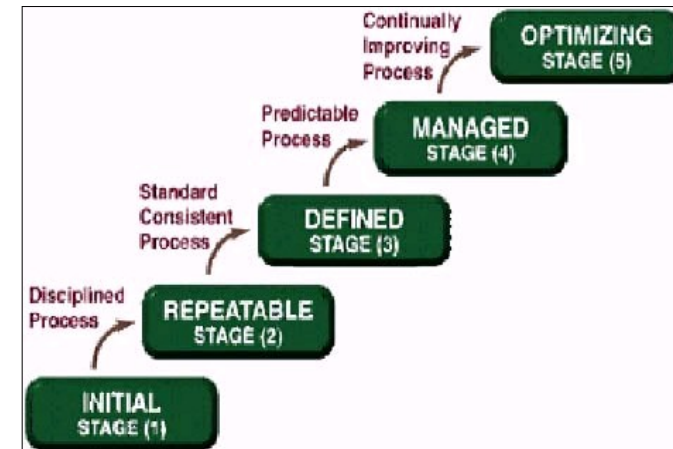 Continually
Improving
Process
OPTIMIZING
STAGE (5)
Predictable
Process
MANAGED
STAGE (4)
Standard
Consistent
Process
DEFINED
STAGE (3)
Disciplined
Process
REPEATABLE
STAGE (2)
INITIAL
STAGE (1)